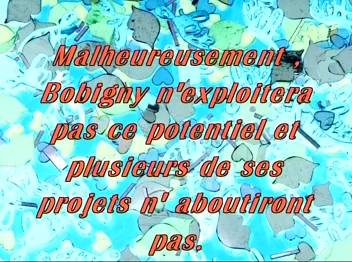 Malheureusement ,
Bobigny n'exploitera
pas ce potentiel et
plusieurs de ses
projets n' aboutiront
pas.